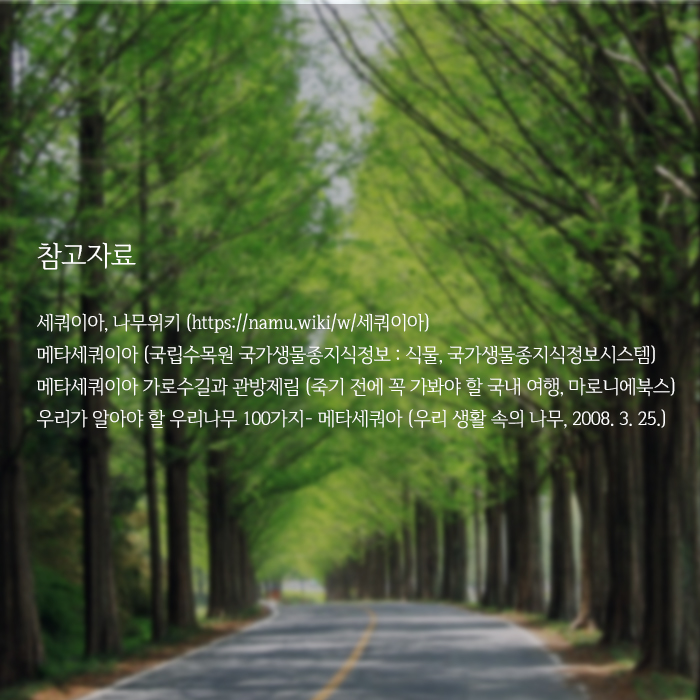 참고자료
세쿼이아, 나무위키 (https://namu.wiki/w/세쿼이아)
메타세쿼이아 (국립수목원 국가생물종지식정보 : 식물, 국가생물종지식정보시스템)
메타세쿼이아 가로수길과 관방제림 (죽기 전에 꼭 가봐야 할 국내 여행, 마로니에북스)
우리가 알아야 할 우리나무 100가지- 메타세쿼아 (우리 생활 속의 나무, 2008. 3. 25.)